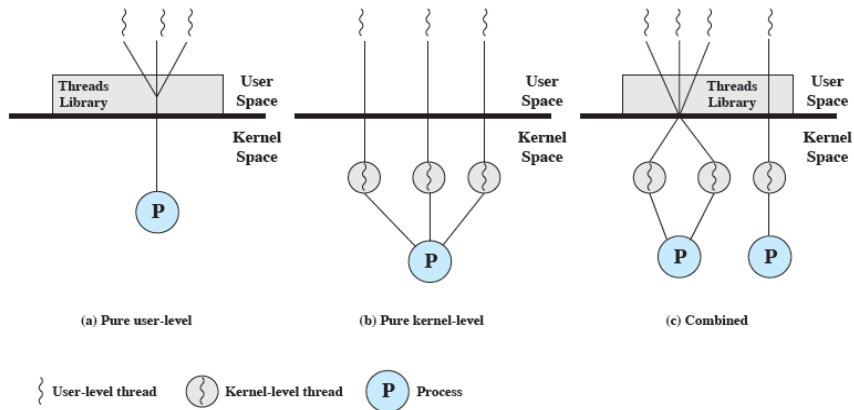 Threads
Library
User
Space
Kernel
Space
P
(a) Pure user-level
User
Space
Kernel
Space
P
(b) Pure kernel-level
Threads
Library
User
Space
Kernel
Space
P
P
(c) Combined
User-level thread
Kernel-level thread
P
Process